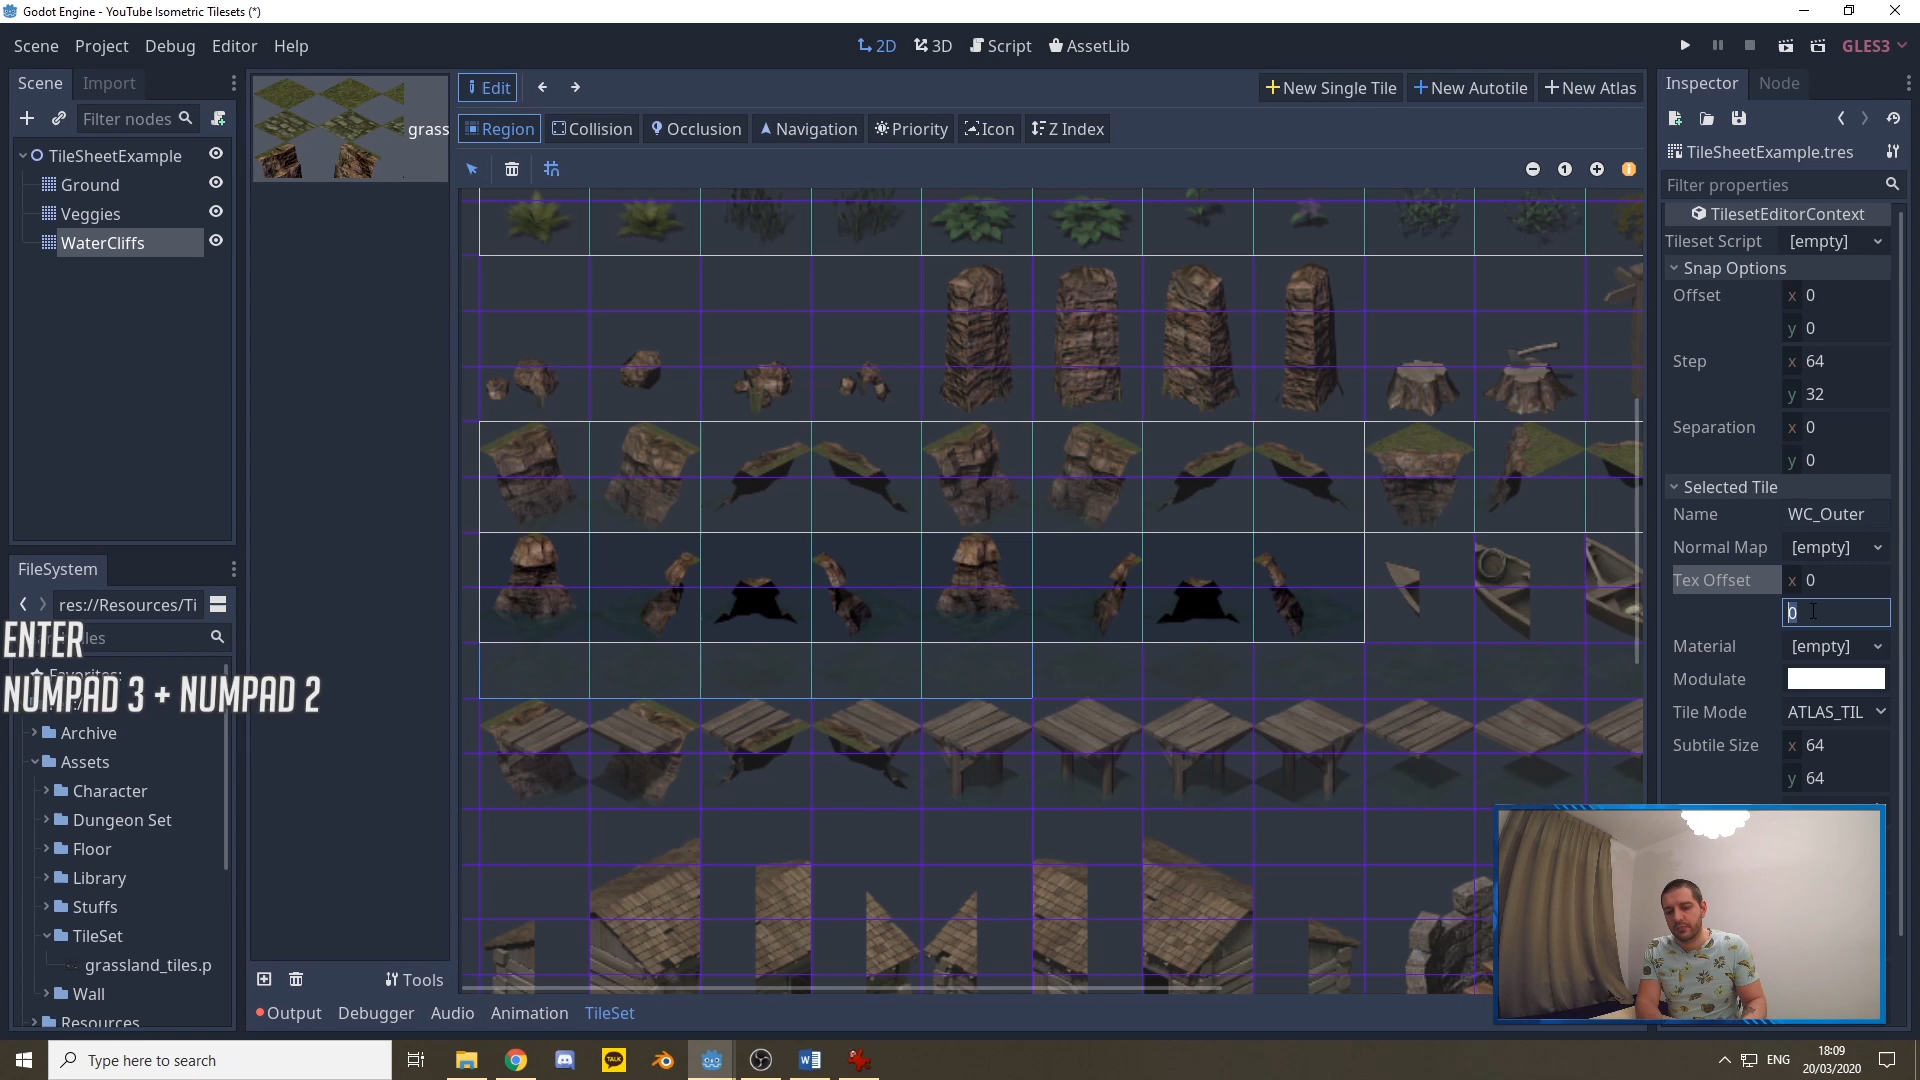 Godot Engine - YouTube Isometric Tilesets (*)
Scene Project Debug Editor Help
2D 3D Script AssetLib
GLES3
Scene Import
Filter nodes
TileSheetExample
Ground
Veggies
WaterCliffs
FileSystem
res://Resources/Ti
ENTER
NUMPAD 3 + NUMPAD 2
Archive
Assets
Character
Dungeon Set
Floor
Library
Stuffs
TileSet
grassland_tiles.p
Wall
Resources
grass
Edit
New Single Tile New Autotile New Atlas
Region Collision Occlusion Navigation Priority Icon Z Index
Tools
Output Debugger Audio Animation TileSet
Inspector Node
TileSheetExample.tres
Filter properties
TilesetEditorContext
Tileset Script [empty]
Snap Options
Offset x 0
y 0
Step x 64
y 32
Separation x 0
y 0
Selected Tile
Name WC_Outer
Normal Map [empty]
Tex Offset x 0
0
Material [empty]
Modulate
Tile Mode ATLAS_TIL
Subtile Size x 64
y 64
Type here to search
TALK
ENG
18:09
20/03/2020